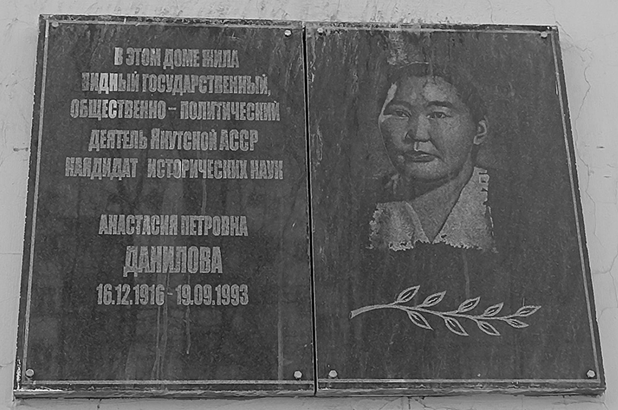 В ЭТОМ ДОМЕ ЖИЛА
ВИДНЫЙ ГОСУДАРСТВЕННЫЙ,
ОБЩЕСТВЕННО – ПОЛИТИЧЕСКИЙ
ДЕЯТЕЛЬ ЯКУТСКОЙ АССР
КАНДИДАТ ИСТОРИЧЕСКИХ НАУК
АНАСТАСИЯ ПЕТРОВНА
ДАНИЛОВА
16.12.1916 - 19.09.1993